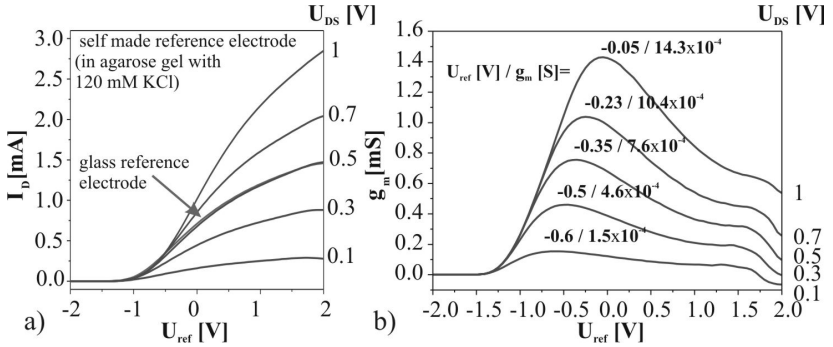 U_DS [V]
3.0
2.5
2.0
1.5
1.0
0.5
0.0
I_D [mA]
self made reference electrode
(in agarose gel with
120 mM KCl)
glass reference
electrode
1
0.7
0.5
0.3
0.1
-2
-1
0
1
2
U_ref [V]
a)
U_DS [V]
1.6
1.4
1.2
1.0
0.8
0.6
0.4
0.2
0.0
g_m [mS]
U_ref [V] / g_m [S]=
-0.05 / 14.3x10⁻⁴
-0.23 / 10.4x10⁻⁴
-0.35 / 7.6x10⁻⁴
-0.5 / 4.6x10⁻⁴
-0.6 / 1.5x10⁻⁴
1
0.7
0.5
0.3
0.1
-2.0
-1.5
-1.0
-0.5
0.0
0.5
1.0
1.5
2.0
U_ref [V]
b)